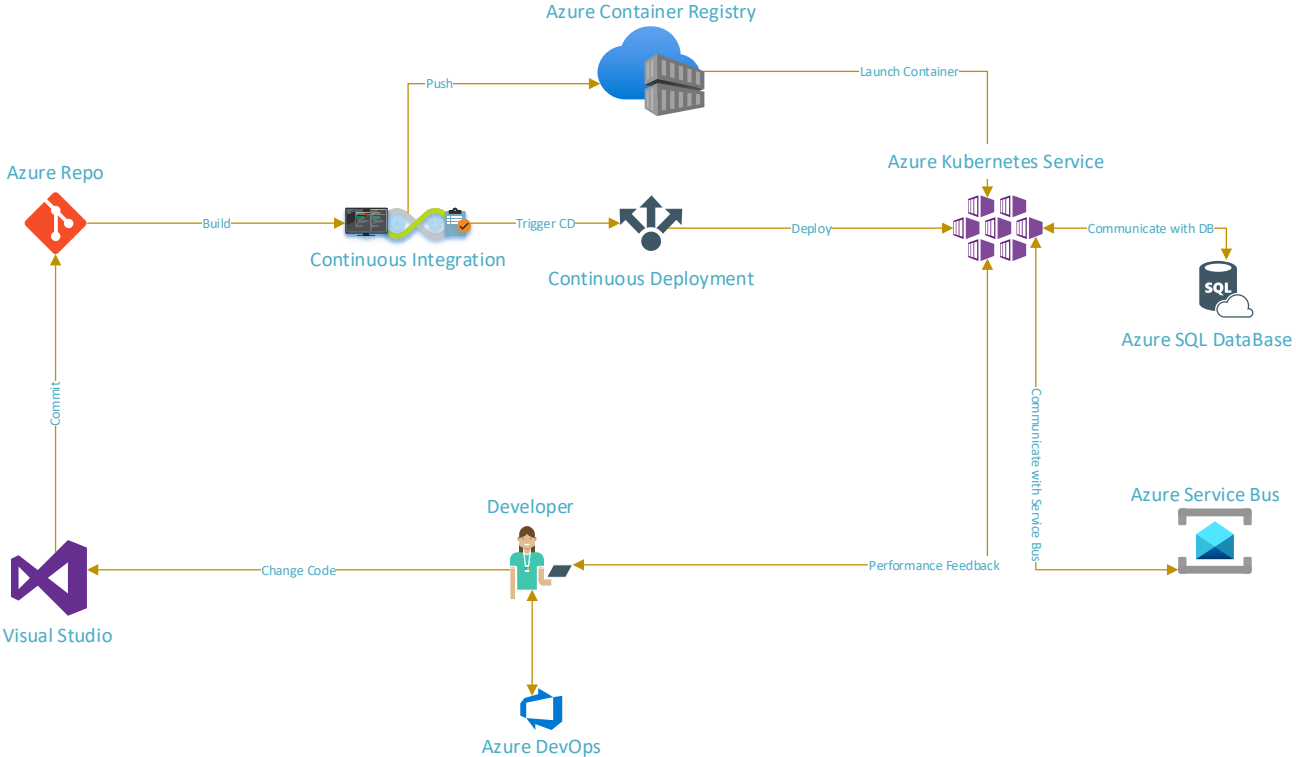 Azure Container Registry
Push
Launch Container
Azure Kubernetes Service
Azure Repo
Build
Trigger CD
Deploy
Communicate with DB
Continuous Integration
Continuous Deployment
SQL
Azure SQL DataBase
Commit
Communicate with Service Bus
Azure Service Bus
Developer
Performance Feedback
Change Code
Visual Studio
Azure DevOps